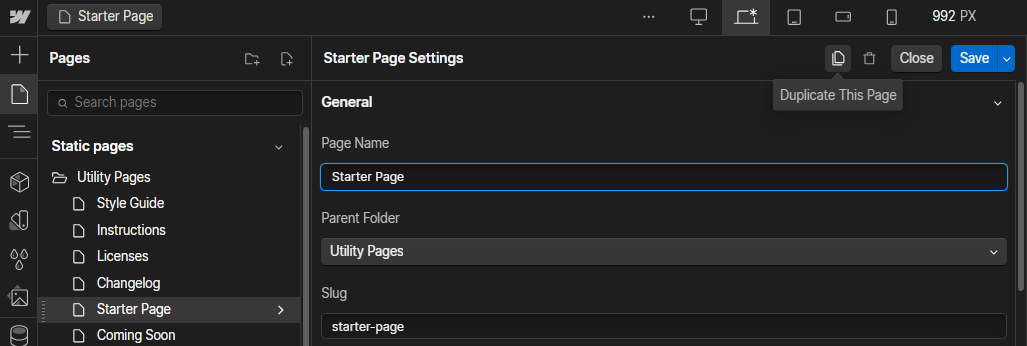 Starter Page
992 PX
Pages
Starter Page Settings
Close
Save
Duplicate This Page
Search pages
General
Static pages
Page Name
Utility Pages
Starter Page
Style Guide
Parent Folder
Instructions
Utility Pages
Licenses
Changelog
Slug
Starter Page
starter-page
Coming Soon